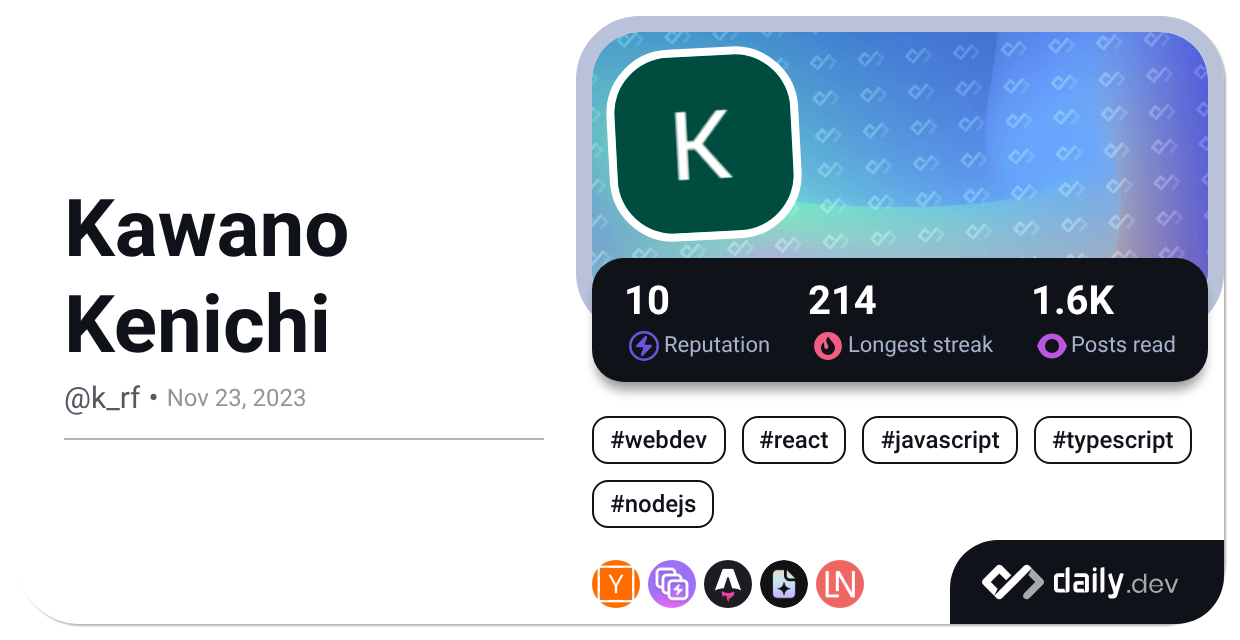 Kawano
Kenichi
@k_rf • Nov 23, 2023
K
10 214 1.6K
Reputation Longest streak Posts read
#webdev #react #javascript #typescript
#nodejs
Y A LN
daily.dev